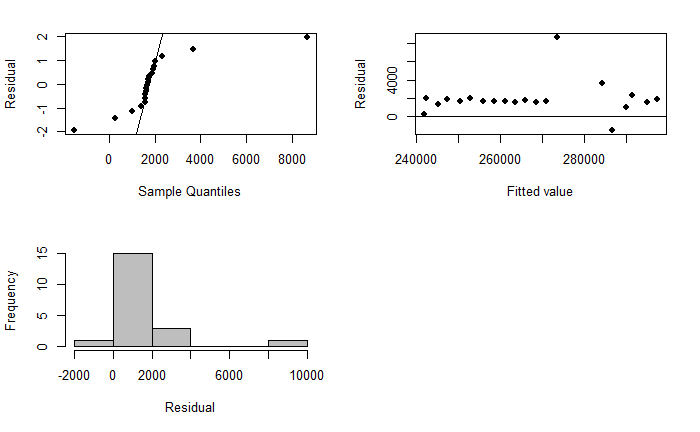 Residual
2
1
0
-1
-2
0 2000 4000 6000 8000
Sample Quantiles
Residual
4000
0
240000 260000 280000
Fitted value
Frequency
15
10
5
0
-2000 0 2000 6000 10000
Residual